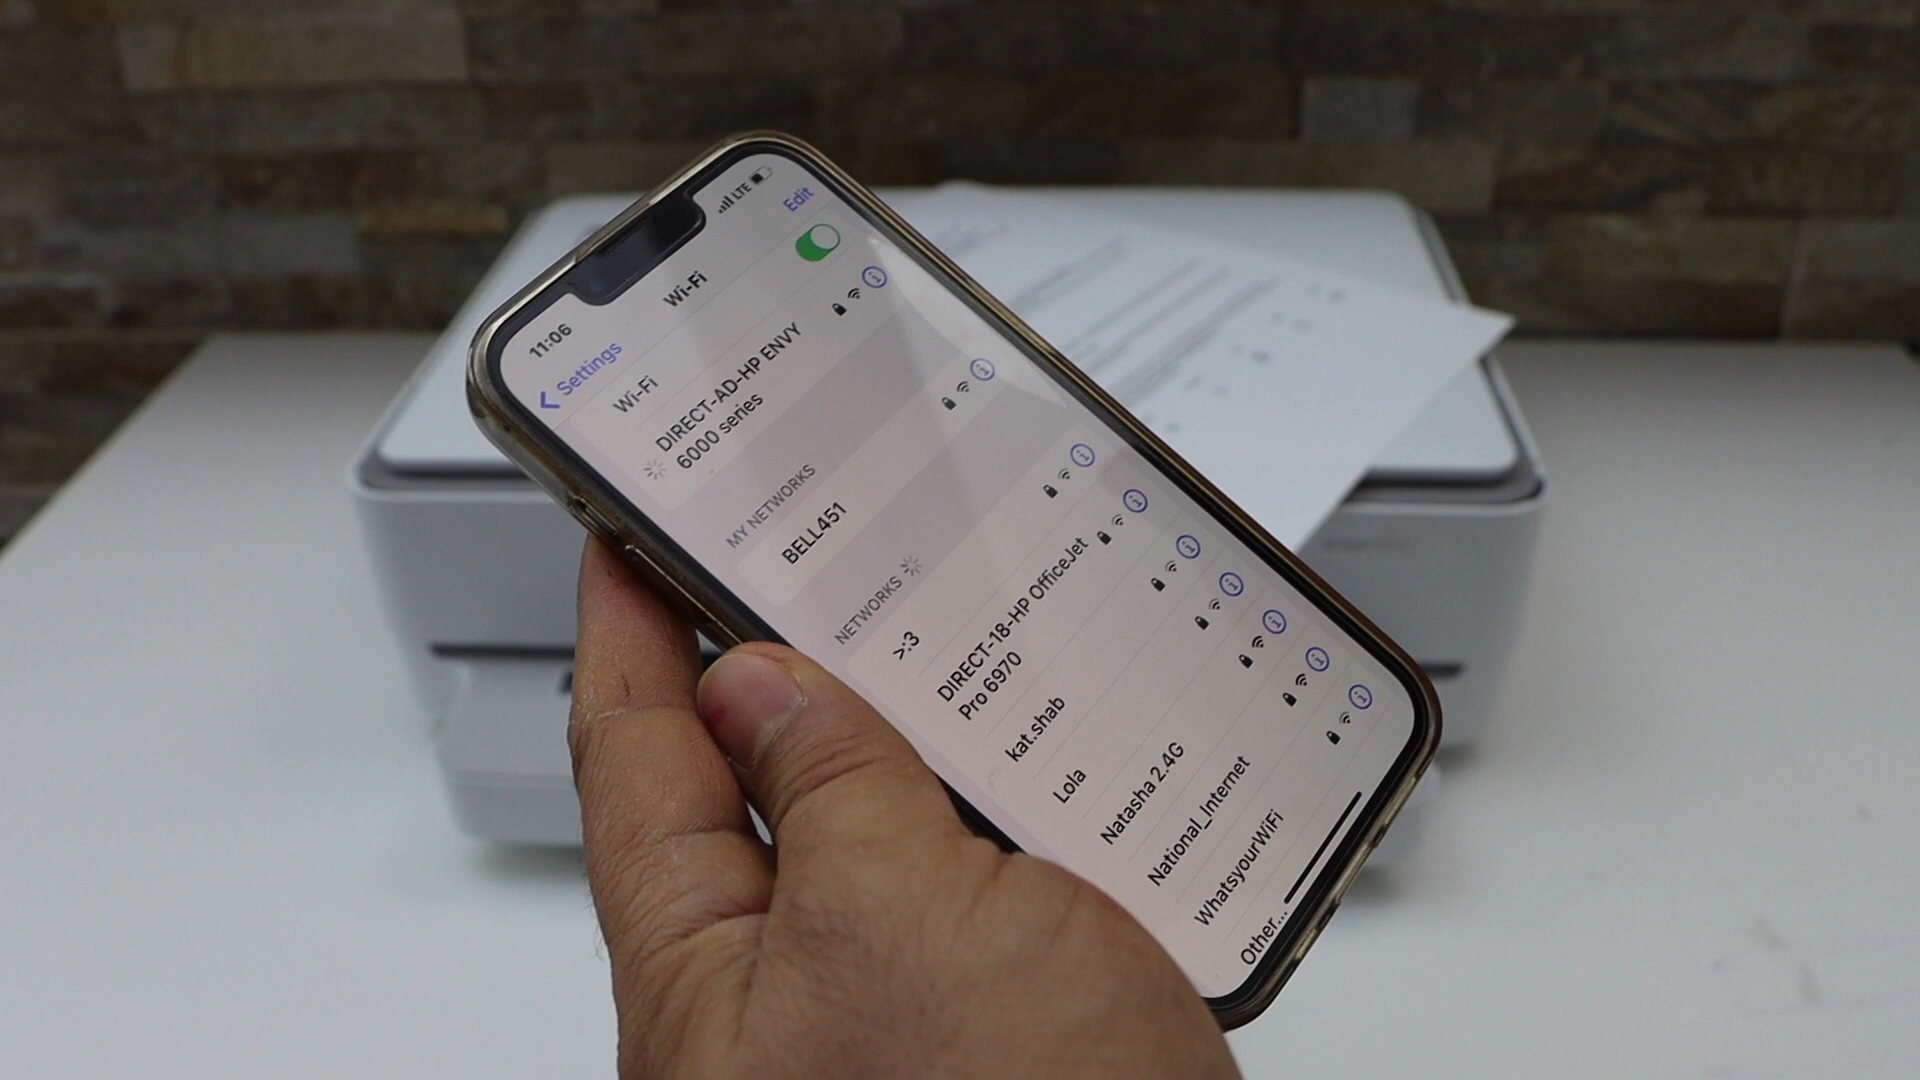 11:06
LTE
Settings
Wi-Fi
Edit
Wi-Fi
DIRECT-AD-HP ENVY
6000 series
MY NETWORKS
BELL451
NETWORKS
>:3
DIRECT-18-HP OfficeJet
Pro 6970
kat.shab
Lola
Natasha 2.4G
National_Internet
WhatsyourWiFi
Other...